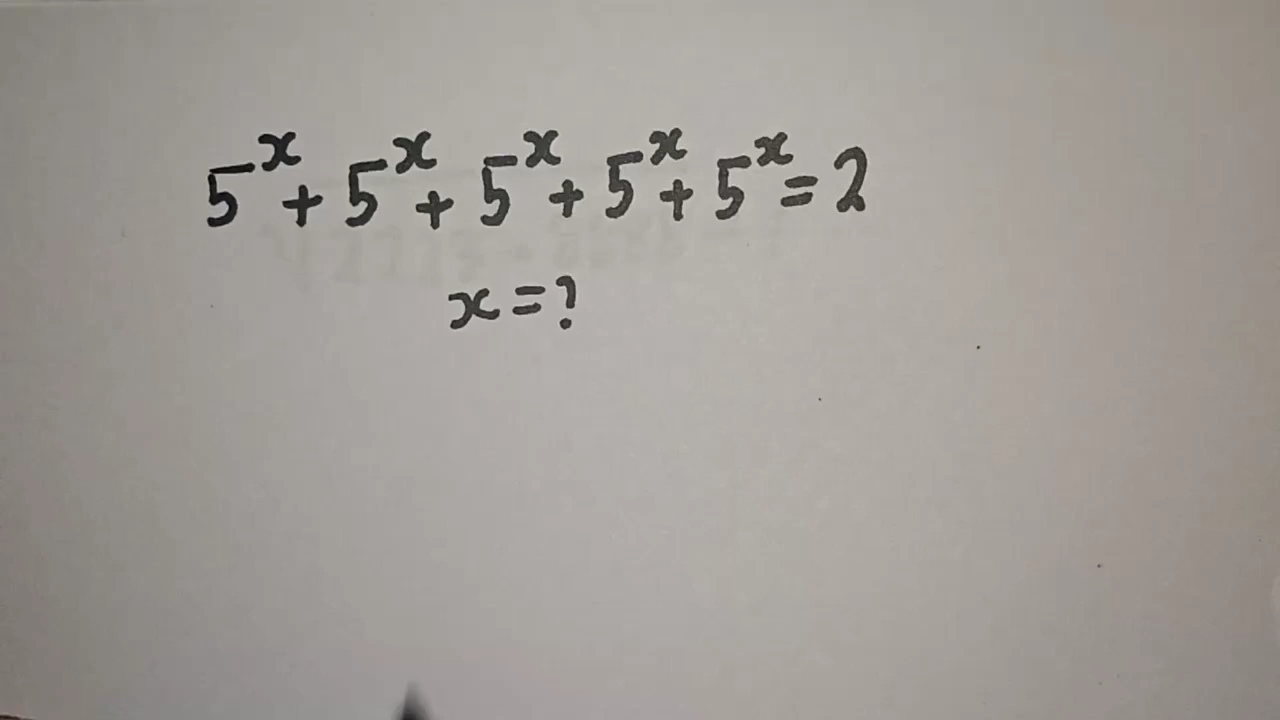 5^x + 5^x + 5^x + 5^x + 5^x = 2
x = ?